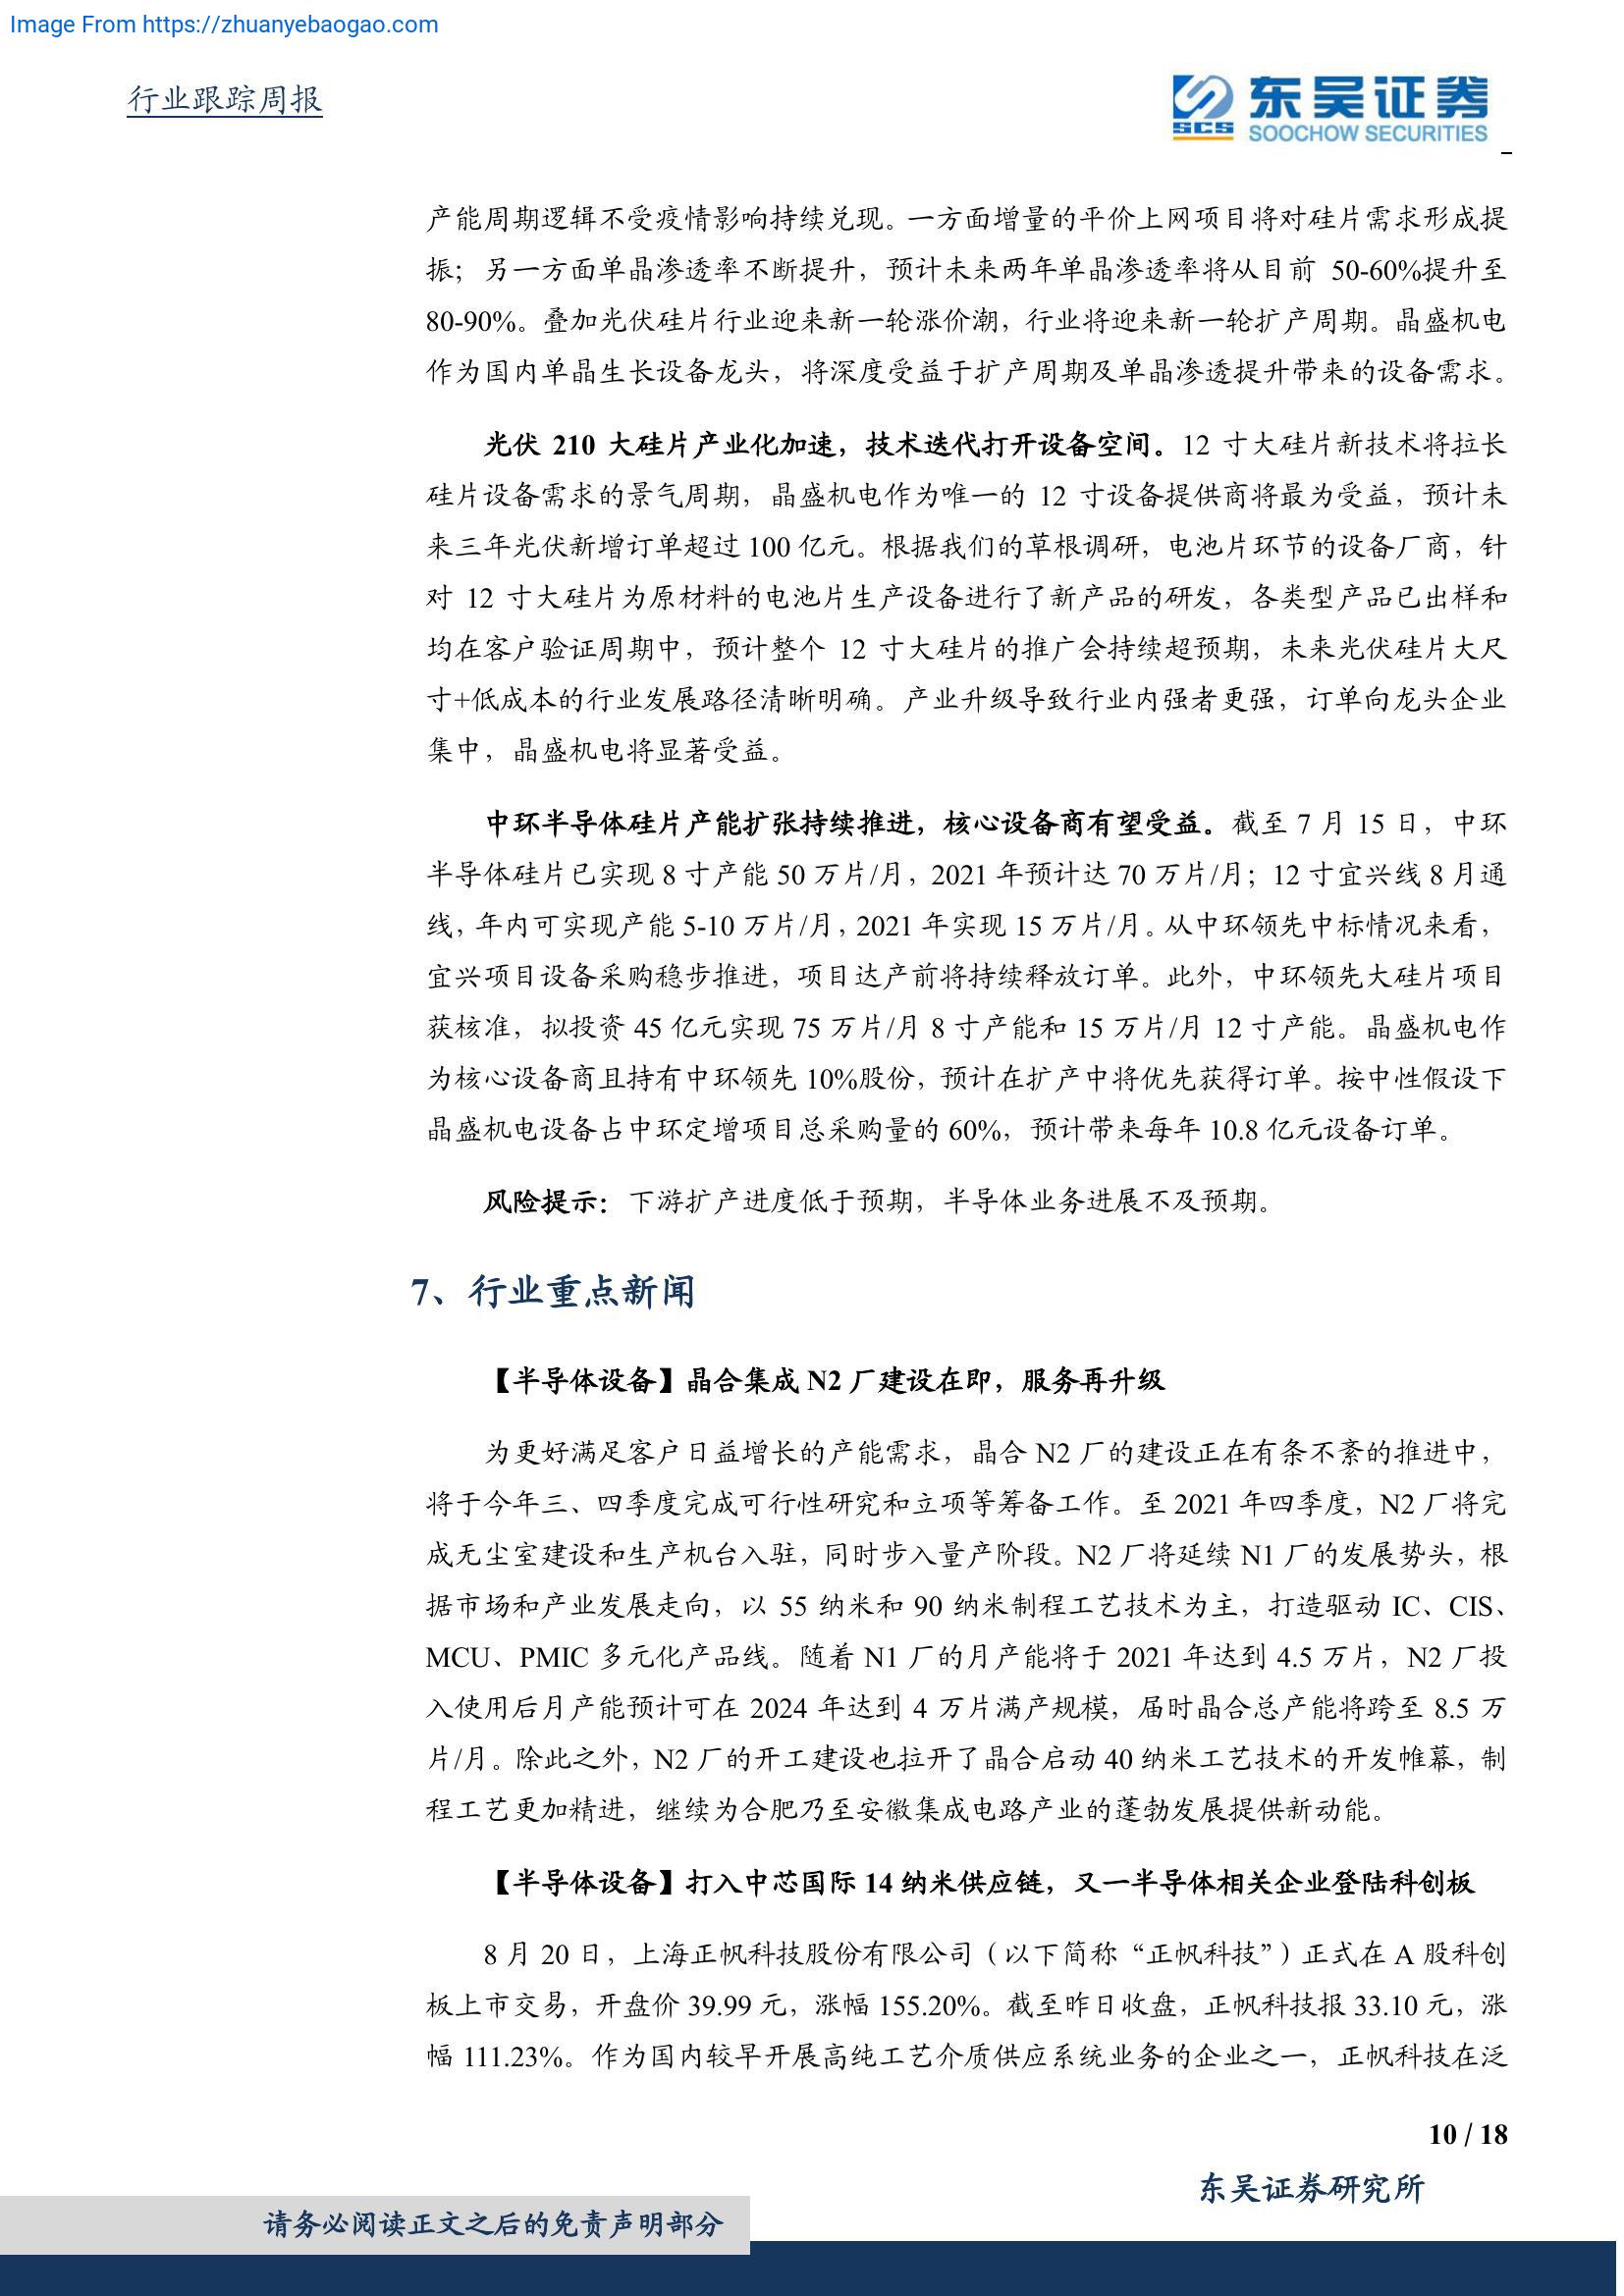 Image From https://zhuanyebaogao.com
行业跟踪周报
SCS
东吴证券
SOOCHOW SECURITIES
产能周期逻辑不受疫情影响持续兑现。一方面增量的平价上网项目将对硅片需求形成提
振；另一方面单晶渗透率不断提升，预计未来两年单晶渗透率将从目前 50-60%提升至
80-90%。叠加光伏硅片行业迎来新一轮涨价潮，行业将迎来新一轮扩产周期。晶盛机电
作为国内单晶生长设备龙头，将深度受益于扩产周期及单晶渗透提升带来的设备需求。
光伏 210 大硅片产业化加速，技术迭代打开设备空间。12 寸大硅片新技术将拉长
硅片设备需求的景气周期，晶盛机电作为唯一的 12 寸设备提供商将最为受益，预计未
来三年光伏新增订单超过 100 亿元。根据我们的草根调研，电池片环节的设备厂商，针
对 12 寸大硅片为原材料的电池片生产设备进行了新产品的研发，各类型产品已出样和
均在客户验证周期中，预计整个 12 寸大硅片的推广会持续超预期，未来光伏硅片大尺
寸+低成本的行业发展路径清晰明确。产业升级导致行业内强者更强，订单向龙头企业
集中，晶盛机电将显著受益。
中环半导体硅片产能扩张持续推进，核心设备商有望受益。截至 7 月 15 日，中环
半导体硅片已实现 8 寸产能 50 万片/月，2021 年预计达 70 万片/月；12 寸宜兴线 8 月通
线，年内可实现产能 5-10 万片/月，2021 年实现 15 万片/月。从中环领先中标情况来看，
宜兴项目设备采购稳步推进，项目达产前将持续释放订单。此外，中环领先大硅片项目
获核准，拟投资 45 亿元实现 75 万片/月 8 寸产能和 15 万片/月 12 寸产能。晶盛机电作
为核心设备商且持有中环领先 10%股份，预计在扩产中将优先获得订单。按中性假设下
晶盛机电设备占中环定增项目总采购量的 60%，预计带来每年 10.8 亿元设备订单。
风险提示：下游扩产进度低于预期，半导体业务进展不及预期。
7、行业重点新闻
【半导体设备】晶合集成 N2 厂建设在即，服务再升级
为更好满足客户日益增长的产能需求，晶合 N2 厂的建设正在有条不紊的推进中，
将于今年三、四季度完成可行性研究和立项等筹备工作。至 2021 年四季度，N2 厂将完
成无尘室建设和生产机台入驻，同时步入量产阶段。N2 厂将延续 N1 厂的发展势头，根
据市场和产业发展走向，以 55 纳米和 90 纳米制程工艺技术为主，打造驱动 IC、CIS、
MCU、PMIC 多元化产品线。随着 N1 厂的月产能将于 2021 年达到 4.5 万片，N2 厂投
入使用后月产能预计可在 2024 年达到 4 万片满产规模，届时晶合总产能将跨至 8.5 万
片/月。除此之外，N2 厂的开工建设也拉开了晶合启动 40 纳米工艺技术的开发帷幕，制
程工艺更加精进，继续为合肥乃至安徽集成电路产业的蓬勃发展提供新动能。
【半导体设备】打入中芯国际 14 纳米供应链，又一半导体相关企业登陆科创板
8 月 20 日，上海正帆科技股份有限公司（以下简称“正帆科技”）正式在 A 股科创
板上市交易，开盘价 39.99 元，涨幅 155.20%。截至昨日收盘，正帆科技报 33.10 元，涨
幅 111.23%。作为国内较早开展高纯工艺介质供应系统业务的企业之一，正帆科技在泛
10 / 18
东吴证券研究所
请务必阅读正文之后的免责声明部分